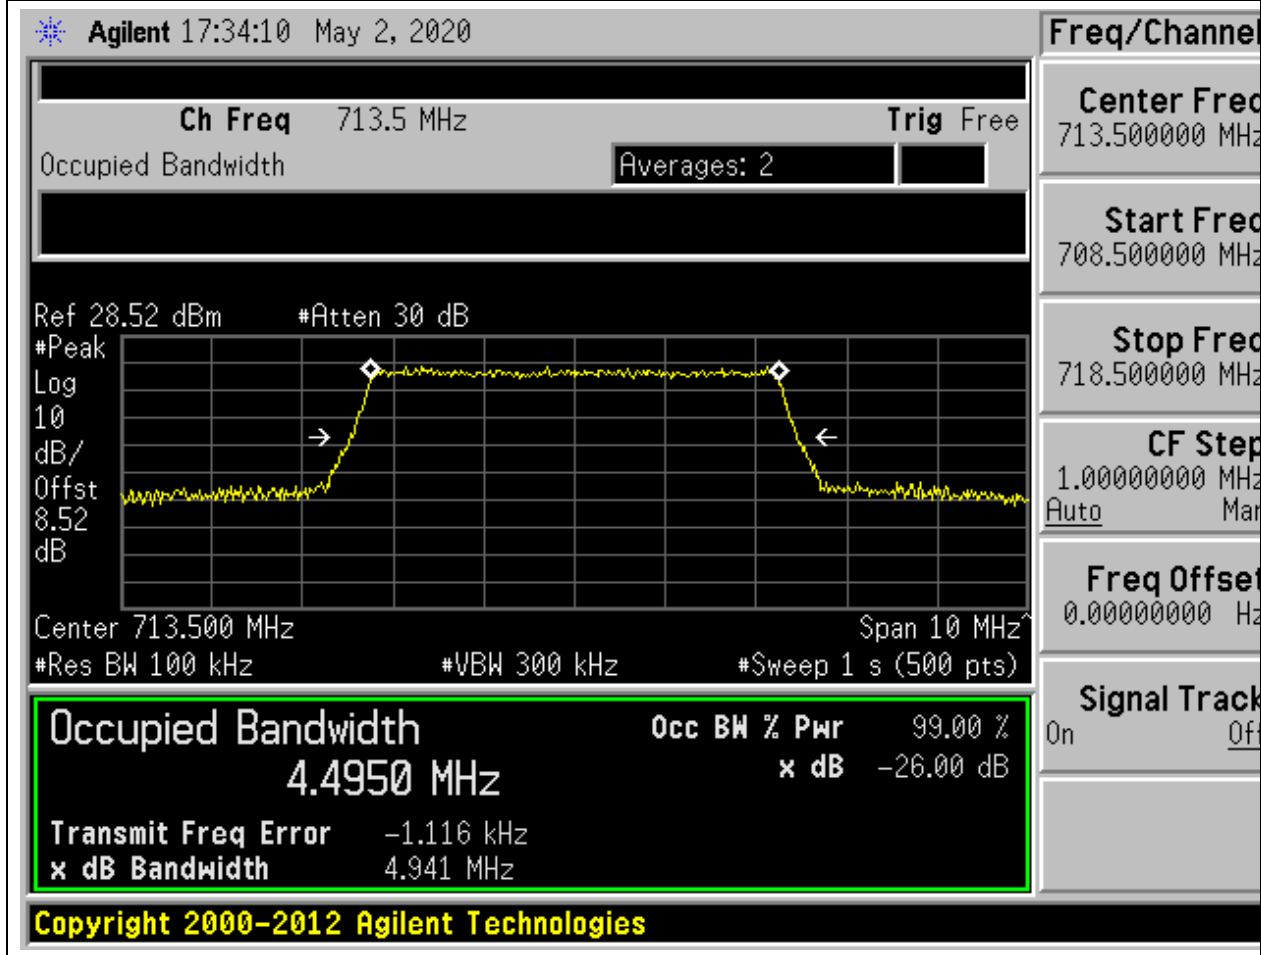 Agilent 17:34:10 May 2, 2020
Freq/Channel
Ch Freq 713.5 MHz Trig Free
Occupied Bandwidth Averages: 2
Ref 28.52 dBm #Atten 30 dB
#Peak
Log
10
dB/
Offst
8.52
dB
Center 713.500 MHz Span 10 MHz^
#Res BW 100 kHz #VBW 300 kHz #Sweep 1 s (500 pts)
Occupied Bandwidth Occ BW % Pwr 99.00 %
4.4950 MHz x dB -26.00 dB
Transmit Freq Error -1.116 kHz
x dB Bandwidth 4.941 MHz
Copyright 2000-2012 Agilent Technologies
Center Freq
713.500000 MHz
Start Freq
708.500000 MHz
Stop Freq
718.500000 MHz
CF Step
1.00000000 MHz
Auto Man
Freq Offset
0.00000000 Hz
Signal Track
On Off